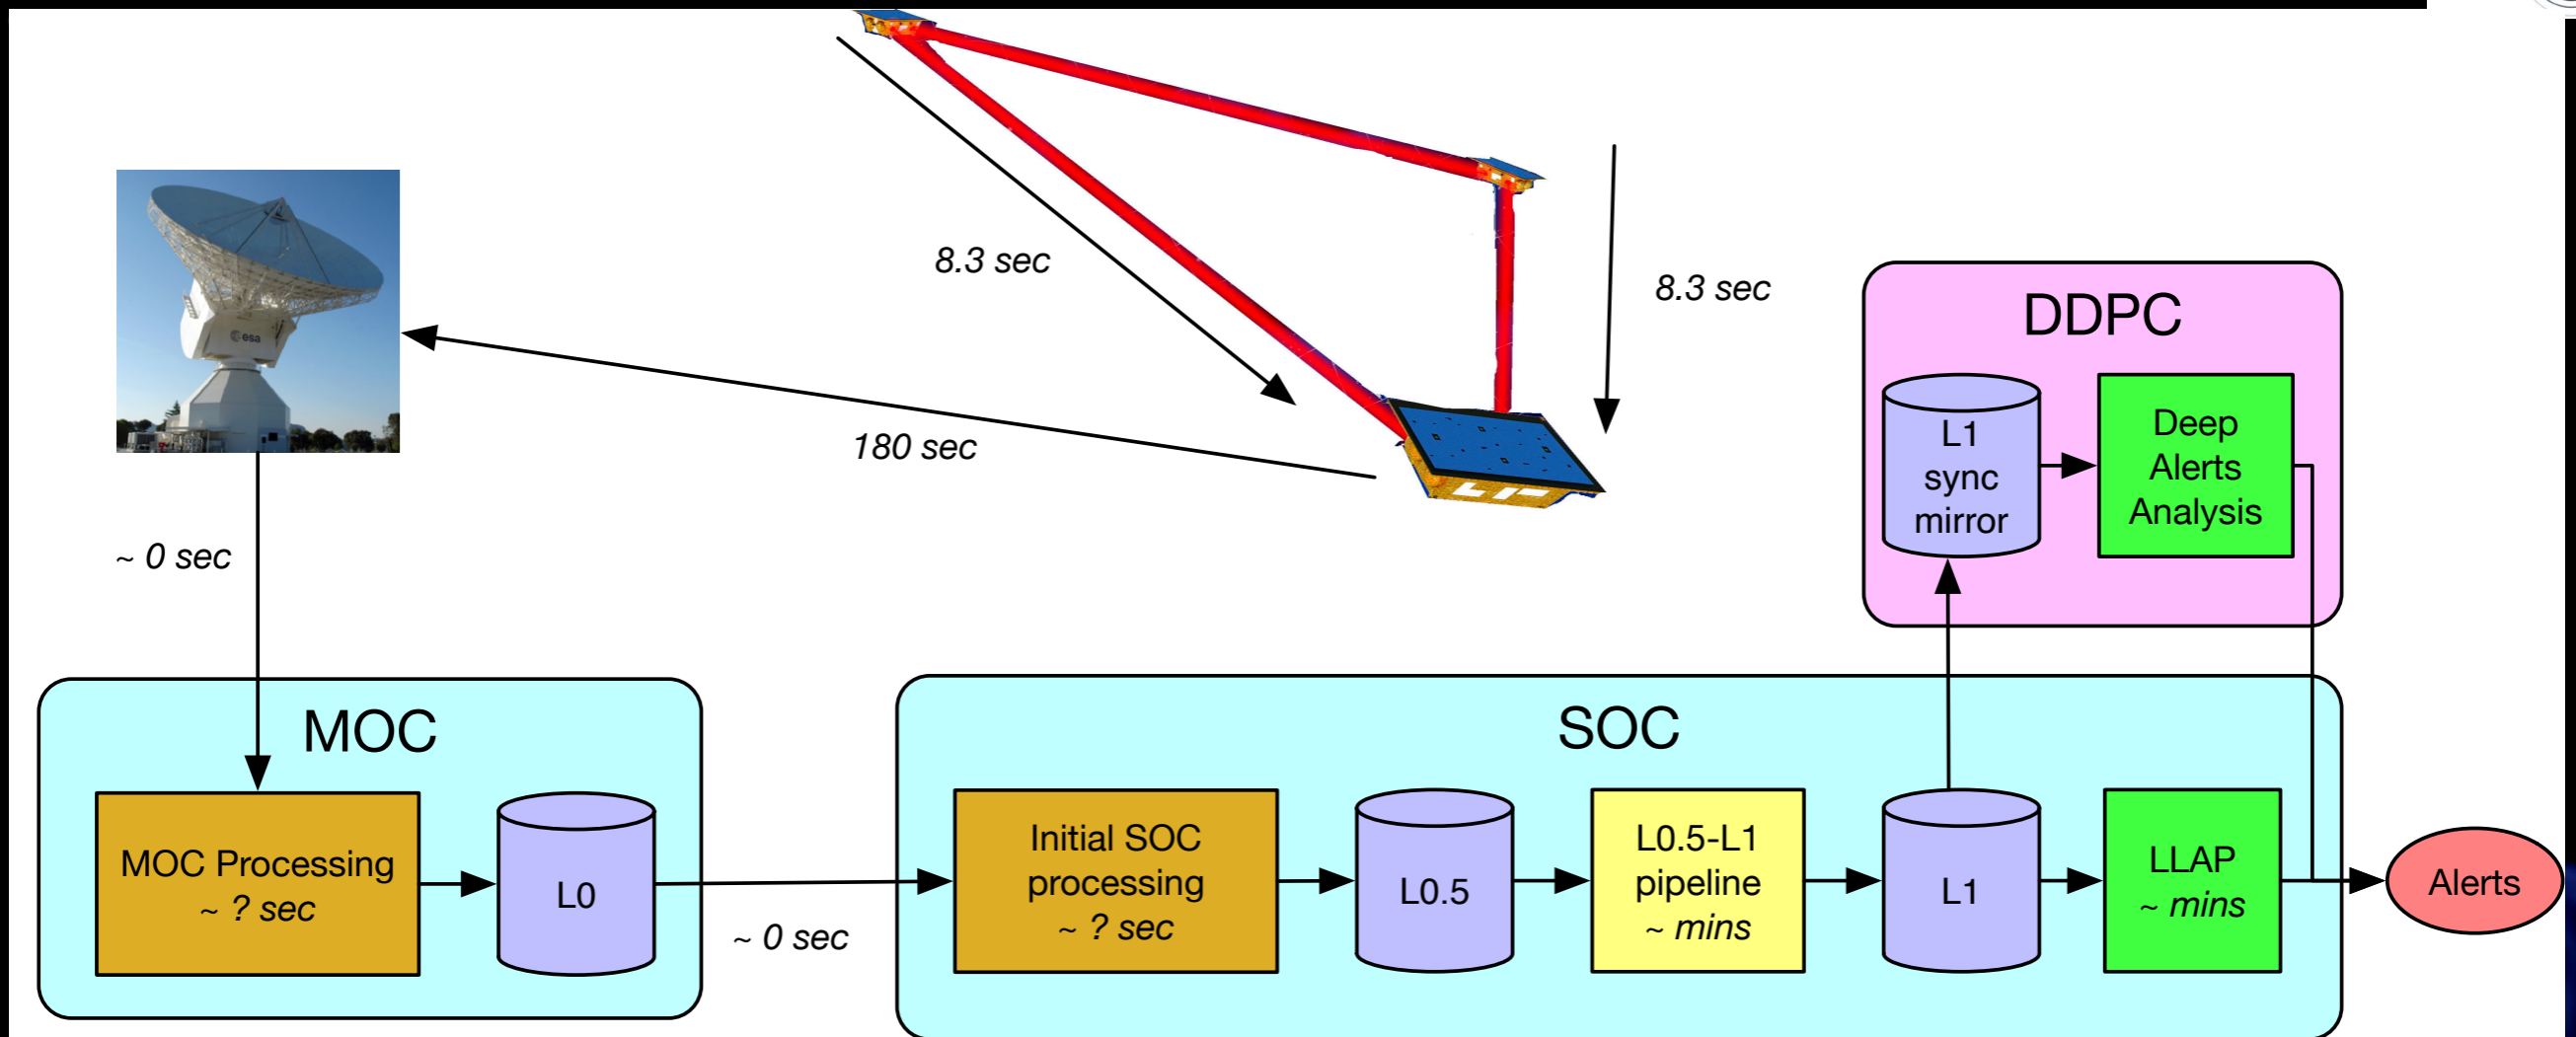 8.3 sec
8.3 sec
180 sec
esa
~ 0 sec
DDPC
L1
sync
mirror
Deep
Alerts
Analysis
MOC
MOC Processing
~ ? sec
L0
~ 0 sec
SOC
Initial SOC
processing
~ ? sec
L0.5
L0.5-L1
pipeline
~ mins
L1
LLAP
~ mins
Alerts